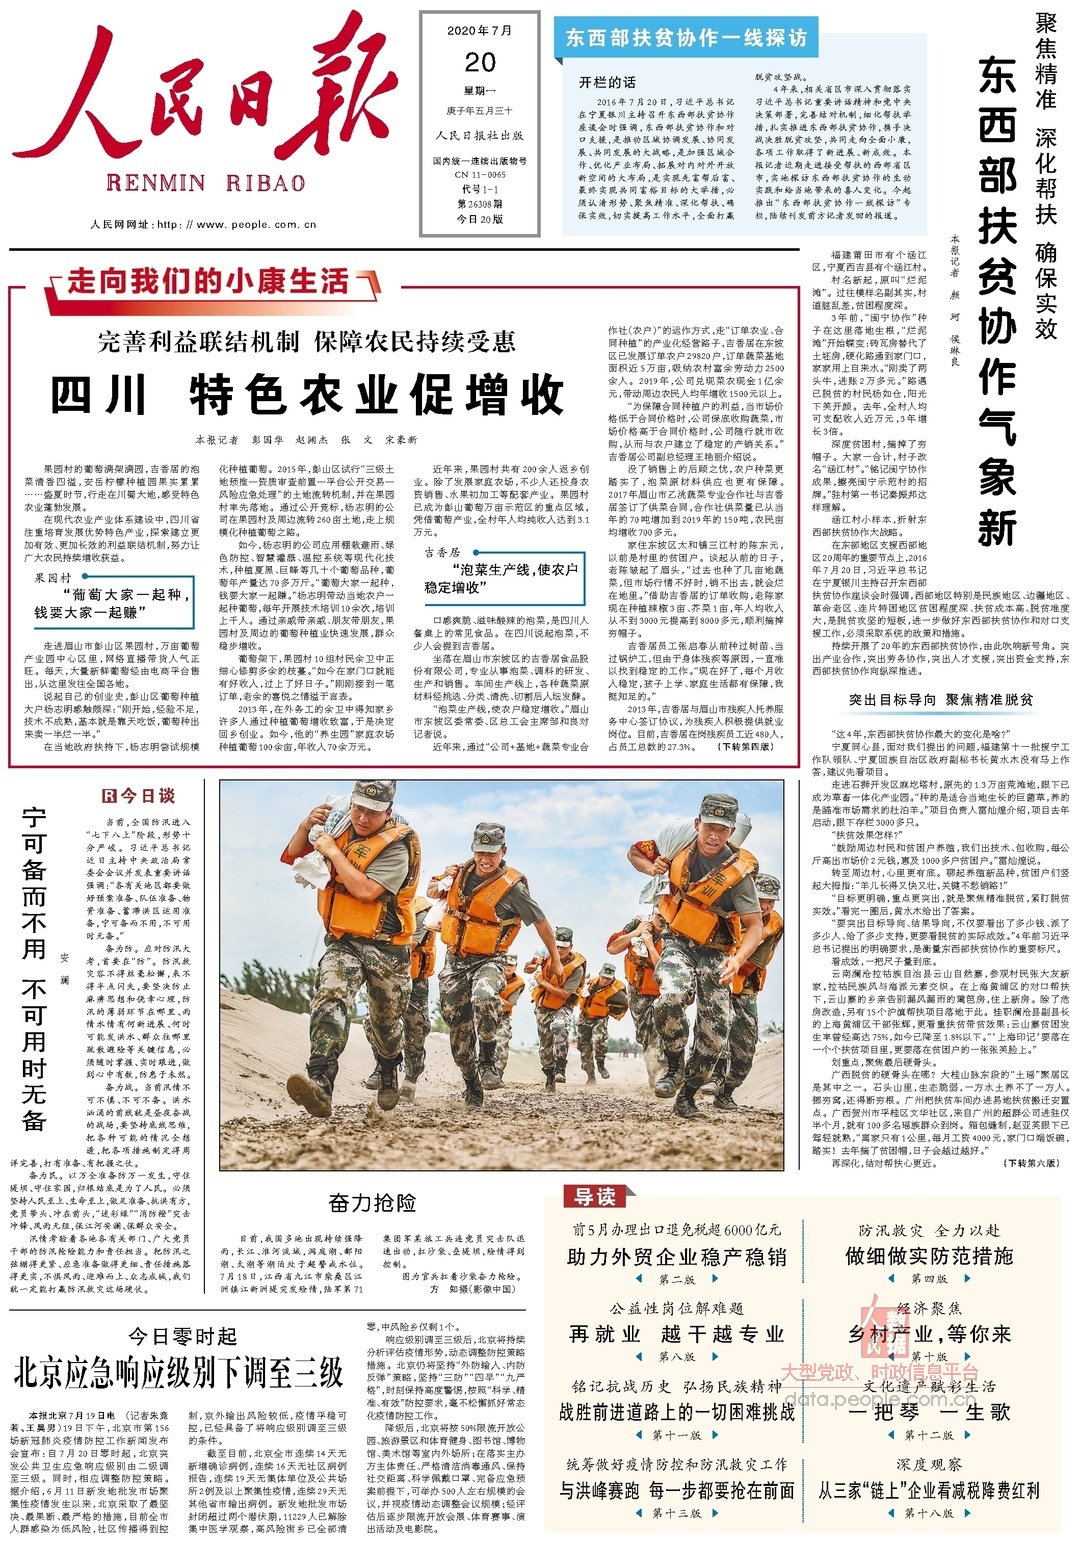 人民日报
RENMIN RIBAO
人民网网址:http://www.people.com.cn
2020年7月
20
星期一
庚子年五月三十
人民日报社出版
国内统一连续出版物号
CN 11-0065
代号1-1
第26308期
今日20版
东西部扶贫协作一线探访
开栏的话
2016年7月20日,习近平总书记
在宁夏银川主持召开东西部扶贫协作
座谈会时强调,东西部扶贫协作和对
口支援,是推动区域协调发展、协同发
展、共同发展的大战略,是加强区域合
作、优化产业布局、拓展对内对外开放
新空间的大布局,是实现先富帮后富、
最终实现共同富裕目标的大举措,必
须认清形势、聚焦精准、深化帮扶、确
保实效,切实提高工作水平,全面打赢
脱贫攻坚战。
4年来,相关省区市深入贯彻落实
习近平总书记重要讲话精神和党中央
决策部署,完善结对机制,细化帮扶举
措,扎实推进东西部扶贫协作,携手决
战决胜脱贫攻坚,共同走向全面小康,
各项工作取得了新进展、新成效。本
报记者近期走进接受帮扶的西部省区
市,实地探访东西部扶贫协作的生动
实践和给当地带来的喜人变化。今起
推出“东西部扶贫协作一线探访”专
栏,陆续刊发前方记者发回的报道。
聚焦精准 深化帮扶 确保实效
东西部扶贫协作气象新
本报记者 颜珂 侯琳良
福建莆田市有个涵江
区,宁夏西吉县有个涵江村。
村名新起,原叫“烂泥
滩”。过往模样名副其实,村
道脏乱差,贫困程度深。
3年前,“闽宁协作”种
子在这里落地生根,“烂泥
滩”开始蝶变:砖瓦房替代了
土坯房,硬化路通到家门口,
家家用上自来水。“刚卖了两
头牛,进账2万多元。”路遇
已脱贫的村民杨如仓,阳光
下笑开颜。去年,全村人均
可支配收入近万元,3年增
长3倍。
深度贫困村,摘掉了穷
帽子。大家一合计,村子改
名“涵江村”。“铭记闽宁协作
成果,擦亮闽宁示范村的招
牌。”驻村第一书记秦振邦这
样理解。
涵江村小样本,折射东
西部扶贫协作大战略。
在东部地区支援西部地
区20周年的重要节点上,2016
年7月20日,习近平总书记
在宁夏银川主持召开东西部
扶贫协作座谈会时强调,西部地区特别是民族地区、边疆地区、
革命老区、连片特困地区贫困程度深、扶贫成本高、脱贫难度
大,是脱贫攻坚的短板,进一步做好东西部扶贫协作和对口支
援工作,必须采取系统的政策和措施。
持续开展了20年的东西部扶贫协作,由此吹响新号角。突
出产业合作,突出劳务协作,突出人才支援,突出资金支持,东
西部扶贫协作向纵深推进。
突出目标导向 聚焦精准脱贫
“这4年,东西部扶贫协作最大的变化是啥?”
宁夏同心县,面对我们提出的问题,福建第十一批援宁工
作队领队、宁夏回族自治区政府副秘书长黄水木没有马上作
答,建议先看项目。
走进石狮开发区麻圪塔村,原先的1.3万亩荒滩地,眼下已
成为草畜一体化产业园。“种的是适合当地生长的巨菌草,养的
是瞄准市场需求的杜泊羊。”项目负责人雷灿煌介绍,项目去年
启动,眼下存栏3000多只。
“扶贫效果怎样?”
“鼓励周边村民和贫困户养殖,我们出技术、包收购,每公
斤高出市场价2元钱,惠及1000多户贫困户。”雷灿煌说。
转至周边村,心里更有底。聊起养殖新品种,贫困户们竖
起大拇指:“羊儿长得又快又壮,关键不愁销路!”
“目标更明确,重点更突出,就是聚焦精准脱贫,紧盯脱贫
实效。”看完一圈后,黄水木给出了答案。
“要突出目标导向、结果导向,不仅要看出了多少钱、派了
多少人、给了多少支持,更要看脱贫的实际成效。”4年前习近平
总书记提出的明确要求,是衡量东西部扶贫协作的重要标尺。
看成效,一把尺子量到底。
云南澜沧拉祜族自治县云山自然寨,参观村民张大友新
家,拉祜民族风与海派元素交织。在上海黄浦区的对口帮扶
下,云山寨的乡亲告别漏风漏雨的篱笆房,住上新房。除了危
房改造,另有15个沪滇帮扶项目落地于此。挂职澜沧县副县长
的上海黄浦区干部张辉,更看重扶贫带贫效果:云山寨贫困发
生率曾经高达75%,如今已降至1.8%以下。“‘上海印记’要落在
一个个扶贫项目里,更要落在贫困户的一张张笑脸上。”
划重点,聚焦最后硬骨头。
广西脱贫的硬骨头在哪?大桂山脉东段的“土瑶”聚居区
是其中之一。石头山里,生态脆弱,一方水土养不了一方人。
挪穷窝,还得断穷根。广州把扶贫车间办进易地扶贫搬迁安置
点。广西贺州市平桂区文华社区,来自广州的超群公司进驻仅
半个月,就有100多名瑶族群众到岗。箱包缝制,赵亚英眼下已
驾轻就熟,“离家只有1公里,每月工资4000元,家门口端饭碗,
踏实!去年摘了贫困帽,日子会越过越好。”
再深化,结对帮扶心更近。 (下转第六版)
走向我们的小康生活
完善利益联结机制 保障农民持续受惠
四川 特色农业促增收
本报记者 彭国华 赵渊杰 张文 宋豪新
果园村的葡萄满架满园,吉香居的泡
菜清香四溢,安岳柠檬种植园果实累累
……盛夏时节,行走在川蜀大地,感受特色
农业蓬勃发展。
在现代农业产业体系建设中,四川省
注重培育发展优势特色产业,探索建立更
加有效、更加长效的利益联结机制,努力让
广大农民持续增收获益。
果园村
“葡萄大家一起种,
钱要大家一起赚”
走进眉山市彭山区果园村,万亩葡萄
产业园中心区里,网络直播带货人气正
旺。每天,大量新鲜葡萄经由电商平台售
出,从这里发往全国各地。
说起自己的创业史,彭山区葡萄种植
大户杨志明感触颇深:“刚开始,经验不足,
技术不成熟,基本就是靠天吃饭,葡萄种出
来卖一半烂一半。”
在当地政府扶持下,杨志明尝试规模
化种植葡萄。2015年,彭山区试行“三级土
地预推—资质审查前置—平台公开交易—
风险应急处理”的土地流转机制,并在果园
村率先落地。通过公开竞标,杨志明的公
司在果园村及周边流转260亩土地,走上规
模化种植葡萄之路。
如今,杨志明的公司应用棚栽避雨、绿
色防控、智慧灌溉、温控系统等现代化技
术,种植夏黑、巨峰等几十个葡萄品种,葡
萄年产量达70多万斤。“葡萄大家一起种,
钱要大家一起赚。”杨志明带动当地农户一
起种葡萄,每年开展技术培训10余次,培训
上千人。通过亲戚带亲戚、朋友带朋友,果
园村及周边的葡萄种植业快速发展,群众
稳步增收。
葡萄架下,果园村10组村民余卫中正
细心修剪多余的枝蔓。“如今在家门口就能
有好收入,过上了好日子。”刚刚接到一笔
订单,老余的喜悦之情溢于言表。
2013年,在外务工的余卫中得知家乡
许多人通过种植葡萄增收致富,于是决定
回乡创业。如今,他的“养生园”家庭农场
种植葡萄100余亩,年收入70余万元。
近年来,果园村共有200余人返乡创
业。除了发展家庭农场,不少人还投身农
资销售、水果初加工等配套产业。果园村
已成为彭山葡萄万亩示范区的重点区域,
凭借葡萄产业,全村年人均纯收入达到3.1
万元。
吉香居
“泡菜生产线,使农户
稳定增收”
口感爽脆、滋味酸辣的泡菜,是四川人
餐桌上的常见食品。在四川说起泡菜,不
少人会提到吉香居。
坐落在眉山市东坡区的吉香居食品股
份有限公司,专业从事泡菜、调料的研发、
生产和销售。车间生产线上,各种蔬菜原
材料经挑选、分类、清洗、切割后入坛发酵。
“泡菜生产线,使农户稳定增收。”眉山
市东坡区委常委、区总工会主席邹和良对
记者说。
近年来,通过“公司+基地+蔬菜专业合
作社(农户)”的运作方式,走“订单农业、合
同种植”的产业化经营路子,吉香居在东坡
区已发展订单农户29820户,订单蔬菜基地
面积近5万亩,吸纳农村富余劳动力2500
余人。2019年,公司兑现菜农现金1亿余
元,带动周边农民人均年增收1500元以上。
“为保障合同种植户的利益,当市场价
格低于合同价格时,公司保底收购蔬菜,市
场价格高于合同价格时,公司随行就市收
购,从而与农户建立了稳定的产销关系。”
吉香居公司副总经理王艳丽介绍说。
没了销售上的后顾之忧,农户种菜更
踏实了,泡菜原材料供应也更有保障。
2017年眉山市乙洮蔬菜专业合作社与吉香
居签订了供菜合同,合作社供菜量已从当
年的70吨增加到2019年的150吨,农民亩
均增收700多元。
家住东坡区太和镇三江村的陈东元,
以前是村里的贫困户。谈起从前的日子,
老陈皱起了眉头,“过去也种了几亩地蔬
菜,但市场行情不好时,销不出去,就会烂
在地里。”借助吉香居的订单收购,老陈家
现在种植辣椒3亩、芥菜1亩,年人均收入
从不到3000元提高到8000多元,顺利摘掉
穷帽子。
吉香居员工张启春从前种过树苗、当
过锅炉工,但由于身体残疾等原因,一直难
以找到稳定的工作。“现在好了,每个月收
入稳定,孩子上学、家庭生活都有保障,我
挺知足的。”
2013年,吉香居与眉山市残疾人托养服
务中心签订协议,为残疾人积极提供就业
岗位。目前,吉香居在岗残疾员工近480人,
占员工总数的27.3%。 (下转第四版)
今日谈
宁可备而不用 不可用时无备
安澜
当前,全国防汛进入
“七下八上”阶段,形势十
分严峻。习近平总书记
近日主持中央政治局常
委会会议并发表重要讲话
强调:“各有关地区都要做
好预案准备、队伍准备、物
资准备、蓄滞洪区运用准
备,宁可备而不用,不可用
时无备。”
备为防。应对防汛大
考,首要在“防”。防汛救
灾容不得丝毫松懈,来不
得半点闪失,要坚决防止
麻痹思想和侥幸心理,防
汛的薄弱环节在哪里、雨
情水情有何新进展、何时
可能发洪水、群众往哪里
疏散避险等关键信息,必
须随时掌握、实时跟进,做
到心中有数,防患于未然。
备为战。当前汛情不
可不慎、不可不备。洪水
汹涌的前线就是昼夜奋战
的战场,要坚持底线思维,
把各种可能的情况全想
透,把各项措施制定得周
详完善,打有准备、有把握之仗。
备为民。以万全准备防万一发生,守住
堤坝、守住家园,归根结底是为了人民。必须
坚持人民至上、生命至上,做足准备、抗洪有方,
党员带头、冲在前头,“迷彩绿”“消防橙”突击
冲锋、风雨无阻,保江河安澜、保群众安全。
汛情考验着各地各有关部门、广大党员
干部的防汛抢险能力和责任担当。把防汛之
弦绷得更紧、应急准备做得更细、责任措施落
得更实,不惧风雨、迎难而上、众志成城,我们
就一定能打赢防汛救灾这场硬仗。
军训
军训
奋力抢险
日前,我国多地出现持续强降
雨,长江、淮河流域,洞庭湖、鄱阳
湖、太湖等湖泊处于超警戒水位。
7月18日,江西省九江市柴桑区江
洲镇江新洲堤突发险情,陆军第71
集团军某旅工兵连党员突击队迅
速出动,扛沙袋、垒堤坝,险情得到
控制。
图为官兵扛着沙袋奋力抢险。
方知摄(影像中国)
今日零时起
北京应急响应级别下调至三级
本报北京7月19日电 (记者朱竞
若、王昊男)19日下午,北京市第156
场新冠肺炎疫情防控工作新闻发布
会宣布:自7月20日零时起,北京突
发公共卫生应急响应级别由二级调
至三级。同时,相应调整防控策略。
据介绍,6月11日新发地批发市场聚
集性疫情发生以来,北京采取了最坚
决、最果断、最严格的措施,目前全市
人群感染为低风险,社区传播得到控
制,京外输出风险较低,疫情平稳可
控,已经具备了将响应级别调至三级
的条件。
截至目前,北京全市连续14天无
新增确诊病例,连续16天无社区病例
报告,连续19天无集体单位及公共场
所2例及以上聚集性疫情,连续29天无
其他省市输出病例。新发地批发市场
封闭超过两个潜伏期,11229人已解除
集中医学观察,高风险街乡已全部清
零,中风险乡仅剩1个。
响应级别调至三级后,北京将持续
分析评估疫情形势,动态调整防控策略
措施。北京仍将坚持“外防输入、内防
反弹”策略,坚持“三防”“四早”“九严
格”,时刻保持高度警惕,按照“科学、精
准、有效”防控要求,毫不松懈抓好常态
化疫情防控工作。
降级后,北京将按50%限流开放公
园、旅游景区和体育健身、图书馆、博物
馆、美术馆等室内外场所;在落实主办
方主体责任、严格清洁消毒通风、保持
社交距离、科学佩戴口罩、完备应急预
案前提下,可举办500人左右规模的会
议,并视疫情动态调整会议规模;经评
估后逐步限流开放会展、体育赛事、演
出活动及电影院。
导读
前5月办理出口退免税超6000亿元
助力外贸企业稳产稳销
第二版
公益性岗位解难题
再就业 越干越专业
第八版
铭记抗战历史 弘扬民族精神
战胜前进道路上的一切困难挑战
第十一版
统筹做好疫情防控和防汛救灾工作
与洪峰赛跑 每一步都要抢在前面
第十三版
防汛救灾 全力以赴
做细做实防范措施
第四版
经济聚焦
乡村产业,等你来
第十版
文化遗产赋彩生活
一把琴 一生歌
第十二版
深度观察
从三家“链上”企业看减税降费红利
第十八版
人民数据
大型党政、时政信息平台
data.people.com.cn